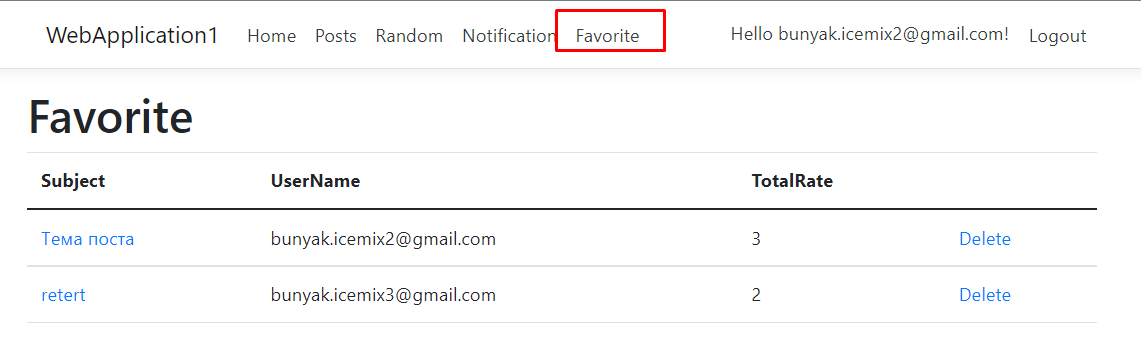 WebApplication1 Home Posts Random Notification Favorite Hello bunyak.icemix2@gmail.com! Logout
Favorite
Subject UserName TotalRate
Тема поста bunyak.icemix2@gmail.com 3 Delete
retert bunyak.icemix3@gmail.com 2 Delete